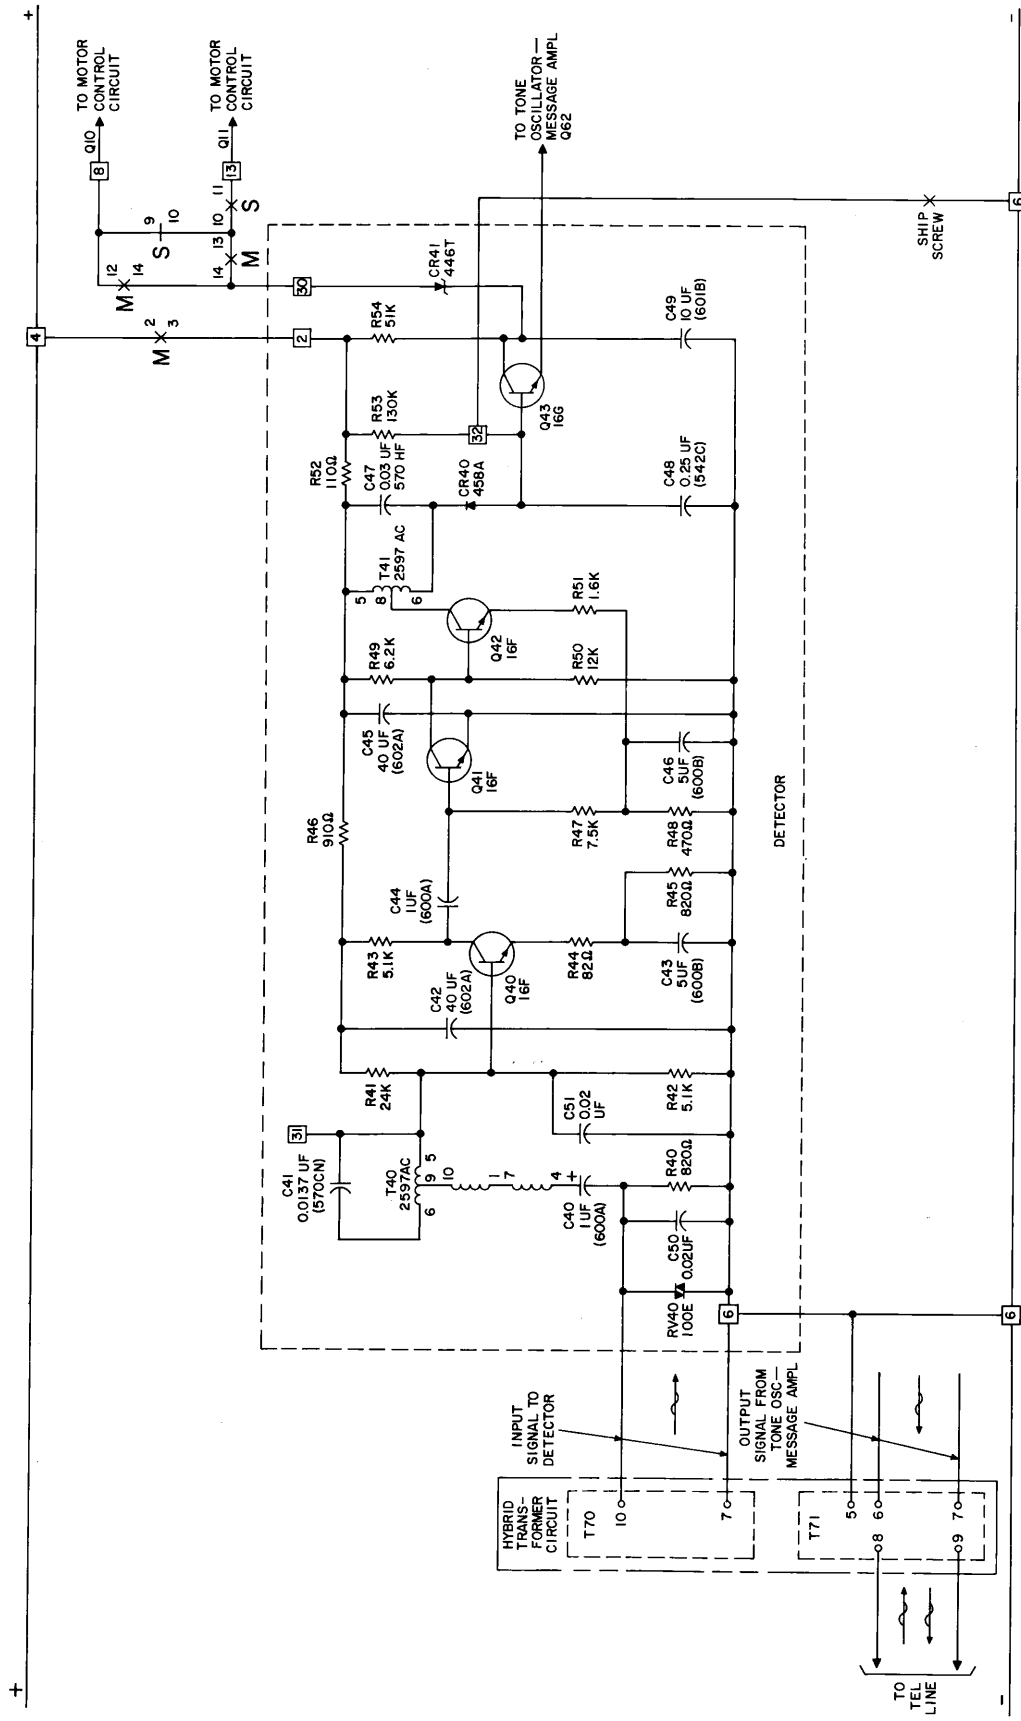 +
+
4
TO MOTOR
CONTROL
CIRCUIT
Q10
8
TO MOTOR
CONTROL
CIRCUIT
Q11
13
9
S
10
11
S
10
12
M
14
13
M
14
2
M
3
2
30
TO TONE
OSCILLATOR—
MESSAGE AMPL
Q62
CR41
446T
R54
51K
R53
130K
32
Q43
16G
C49
10 UF
(601B)
R52
110Ω
C47
0.03 UF
570 HF
CR40
458A
C48
0.25 UF
(542C)
T41
2597 AC
5
8
6
Q42
16F
R51
1.6K
R49
6.2K
R50
12K
C45
40 UF
(602A)
Q41
16F
C46
5UF
(600B)
R46
910Ω
R47
7.5K
R48
470Ω
C44
1UF
(600A)
R45
820Ω
R43
5.1K
Q40
16F
R44
82Ω
C43
5UF
(600B)
C42
40 UF
(602A)
R41
24K
R42
5.1K
C51
0.02
UF
31
C41
0.0137 UF
(570CN)
T40
2597AC
5
9
6
10
1
7
4
+
C40
1UF
(600A)
R40
820Ω
C50
0.02UF
RV40
100E
6
DETECTOR
SHIP
SCREW
6
6
INPUT
SIGNAL TO
DETECTOR
OUTPUT
SIGNAL FROM
TONE OSC—
MESSAGE AMPL
HYBRID
TRANS-
FORMER
CIRCUIT
T70
10
7
T71
5
6
7
8
9
TO
TEL
LINE
-
-